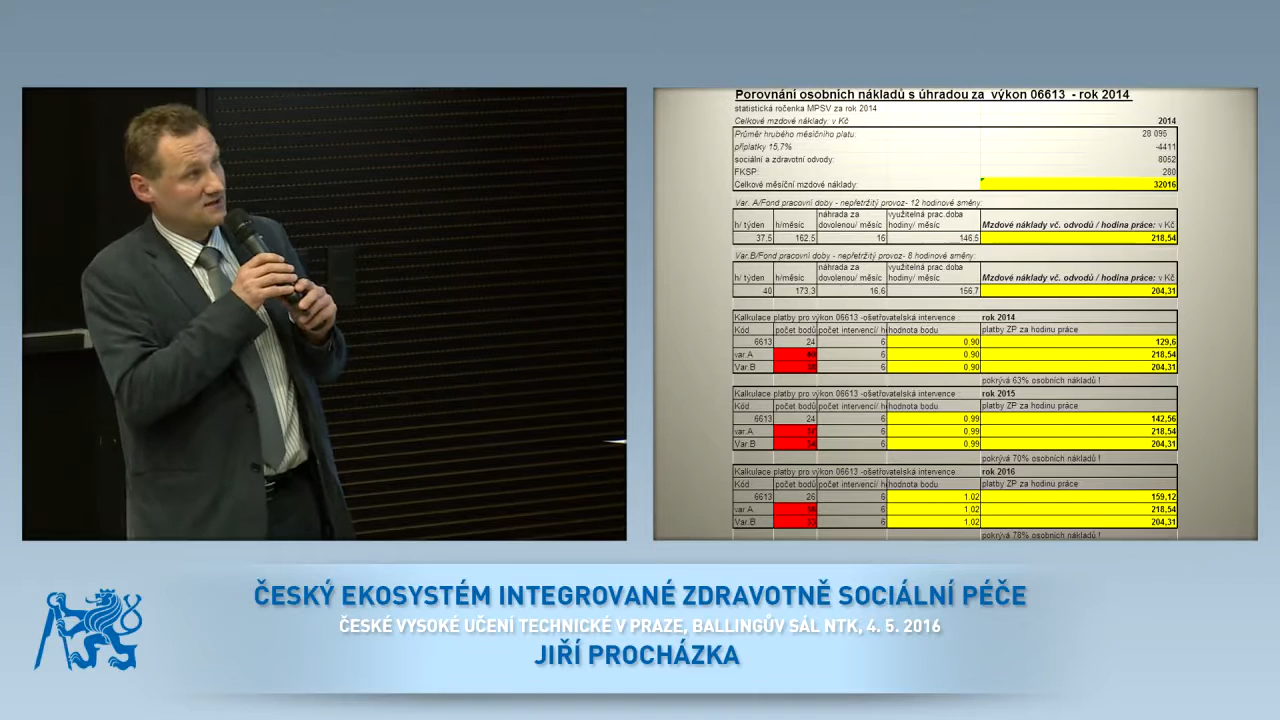 Porovnání osobních nákladů s úhradou za výkon 06613 - rok 2014
statistická ročenka MPSV za rok 2014
Celkové mzdové náklady: v Kč 2014
Průměr hrubého měsíčního platu: 28 095
příplatky 15,7% -4411
sociální a zdravotní odvody: 8052
FKSP: 280
Celkové měsíční mzdové náklady: 32016
Var. A/Fond pracovní doby - nepřetržitý provoz- 12 hodinové směny:
h/ týden h/měsíc náhrada za dovolenou/ měsíc využitelná prac.doba hodiny/ měsíc Mzdové náklady vč. odvodů / hodina práce: v Kč
37,5 162,5 16 146,5 218,54
Var.B/Fond pracovní doby - nepřetržitý provoz- 8 hodinové směny:
h/ týden h/měsíc náhrada za dovolenou/ měsíc využitelná prac.doba hodiny/ měsíc Mzdové náklady vč. odvodů / hodina práce: v Kč
40 173,3 16,6 156,7 204,31
Kalkulace platby pro výkon 06613 -ošetřovatelská intervence rok 2014
Kód počet bodů počet intervencí/ h hodnota bodu platby ZP za hodinu práce
6613 24 6 0,90 129,6
var.A 6 0,90 218,54
Var.B 6 0,90 204,31
pokrývá 63% osobních nákladů !
Kalkulace platby pro výkon 06613 -ošetřovatelská intervence : rok 2015
Kód počet bodů počet intervencí/ h hodnota bodu platby ZP za hodinu práce
6613 24 6 0,99 142,56
var.A 6 0,99 218,54
Var.B 6 0,99 204,31
pokrývá 70% osobních nákladů !
Kalkulace platby pro výkon 06613 -ošetřovatelská intervence rok 2016
Kód počet bodů počet intervencí/ h hodnota bodu platby ZP za hodinu práce
6613 26 6 1,02 159,12
var.A 6 1,02 218,54
Var.B 6 1,02 204,31
pokrývá 78% osobních nákladů !
ČESKÝ EKOSYSTÉM INTEGROVANÉ ZDRAVOTNĚ SOCIÁLNÍ PÉČE
ČESKÉ VYSOKÉ UČENÍ TECHNICKÉ V PRAZE, BALLINGŮV SÁL NTK, 4. 5. 2016
JIŘÍ PROCHÁZKA